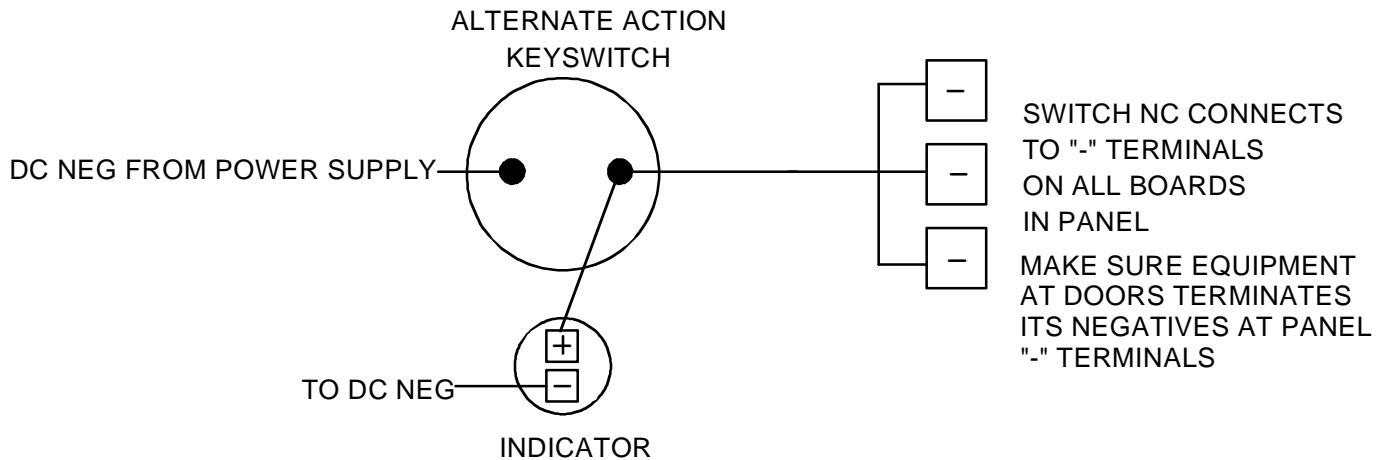 ALTERNATE ACTION
KEYSWITCH
DC NEG FROM POWER SUPPLY
-
-
-
SWITCH NC CONNECTS
TO "-" TERMINALS
ON ALL BOARDS
IN PANEL
MAKE SURE EQUIPMENT
AT DOORS TERMINATES
ITS NEGATIVES AT PANEL
"-" TERMINALS
+
-
TO DC NEG
INDICATOR